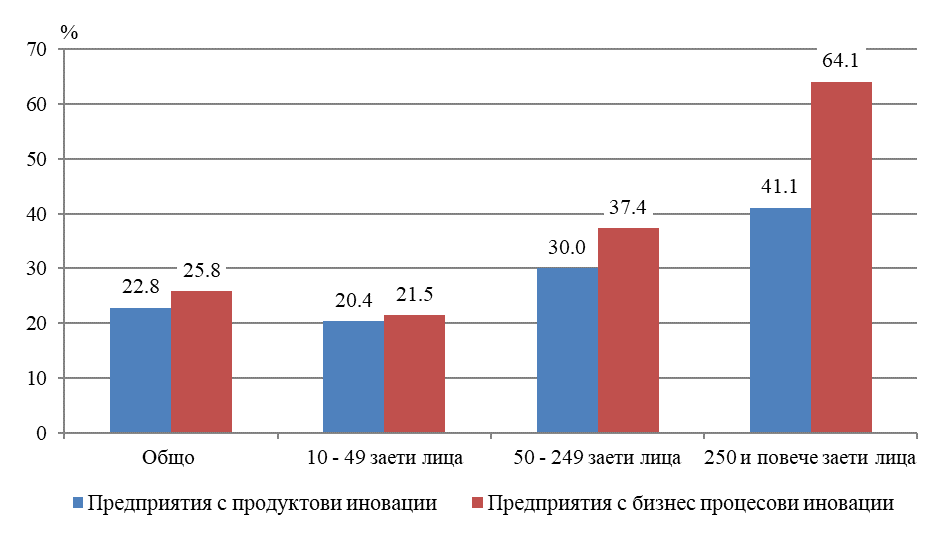 %
70
64.1
60
50
41.1
40
37.4
30.0
30
25.8
22.8
20.4
21.5
20
10
0
Общо
10 - 49 заети лица
50 - 249 заети лица
250 и повече заети лица
Предприятия с продуктови иновации
Предприятия с бизнес процесови иновации